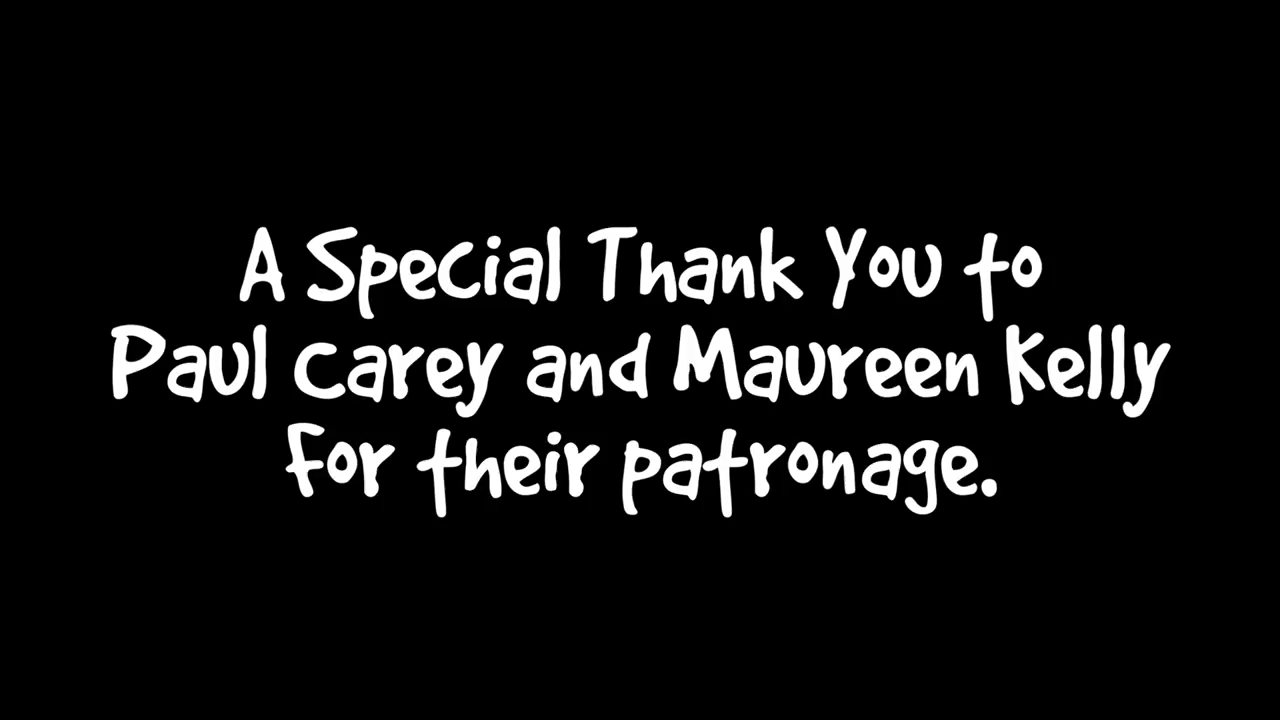 A Special Thank You to
Paul Carey and Maureen Kelly
For their patronage.